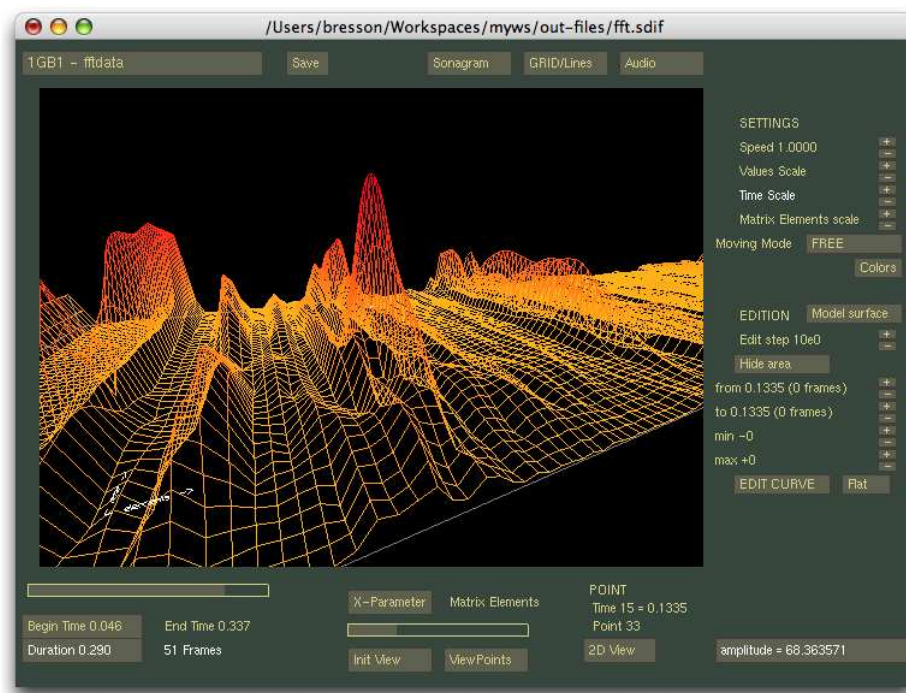 /Users/bresson/Workspaces/myws/out-files/fft.sdif
1GB1 - fftdata
Save
Sonagram
GRID/Lines
Audio
SETTINGS
Speed 1.0000
+
-
Values Scale
+
-
Time Scale
+
-
Matrix Elements scale
+
-
Moving Mode
FREE
Colors
EDITION
Model surface
Edit step 10e0
+
-
Hide area
from 0.1335 (0 frames)
+
-
to 0.1335 (0 frames)
+
-
min -0
+
-
max +0
+
-
EDIT CURVE
Flat
elements ->
X-Parameter
Matrix Elements
POINT
Time 15 = 0.1335
Point 33
Begin Time 0.046
End Time 0.337
Duration 0.290
51 Frames
Init View
ViewPoints
2D View
amplitude = 68.363571